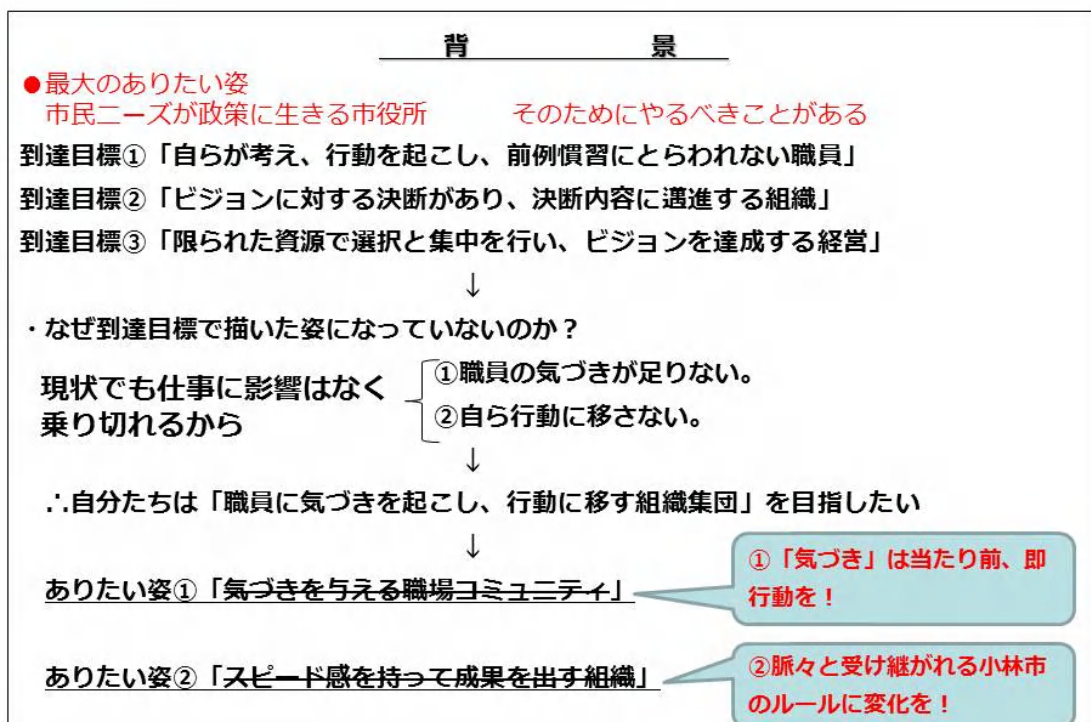 背　景
●最大のありたい姿
市民ニーズが政策に生きる市役所　そのためにやるべきことがある
到達目標①「自らが考え、行動を起こし、前例慣習にとらわれない職員」
到達目標②「ビジョンに対する決断があり、決断内容に邁進する組織」
到達目標③「限られた資源で選択と集中を行い、ビジョンを達成する経営」
↓
・なぜ到達目標で描いた姿になっていないのか？
現状でも仕事に影響はなく
乗り切れるから
①職員の気づきが足りない。
②自ら行動に移さない。
↓
∴自分たちは「職員に気づきを起こし、行動に移す組織集団」を目指したい
↓
ありたい姿①「気づきを与える職場コミュニティ」
①「気づき」は当たり前、即
行動を！
ありたい姿②「スピード感を持って成果を出す組織」
②脈々と受け継がれる小林市
のルールに変化を！